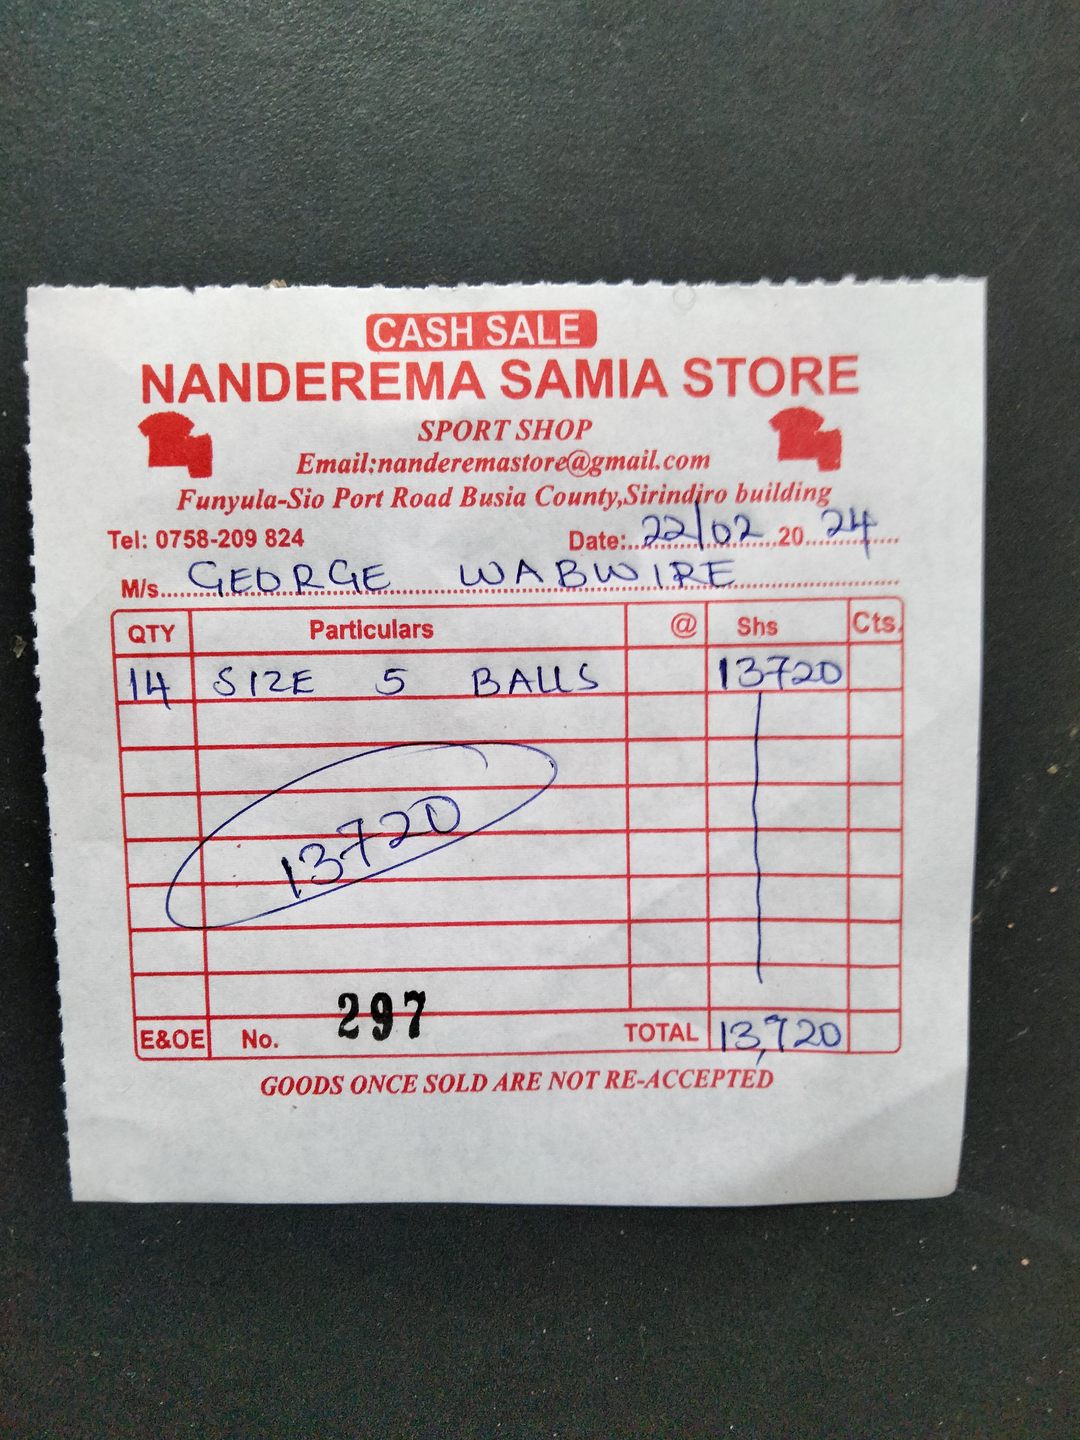 CASH SALE
NANDEREMA SAMIA STORE
SPORT SHOP
Email:nanderemastore@gmail.com
Funyula-Sio Port Road Busia County,Sirindiro building
Tel: 0758-209 824 Date:..22/02..20..24....
M/s..GEORGE WABWIRE....
QTY Particulars @ Shs Cts.
14 SIZE 5 BALLS 13720
13720
E&OE No. 297 TOTAL 13,720
GOODS ONCE SOLD ARE NOT RE-ACCEPTED